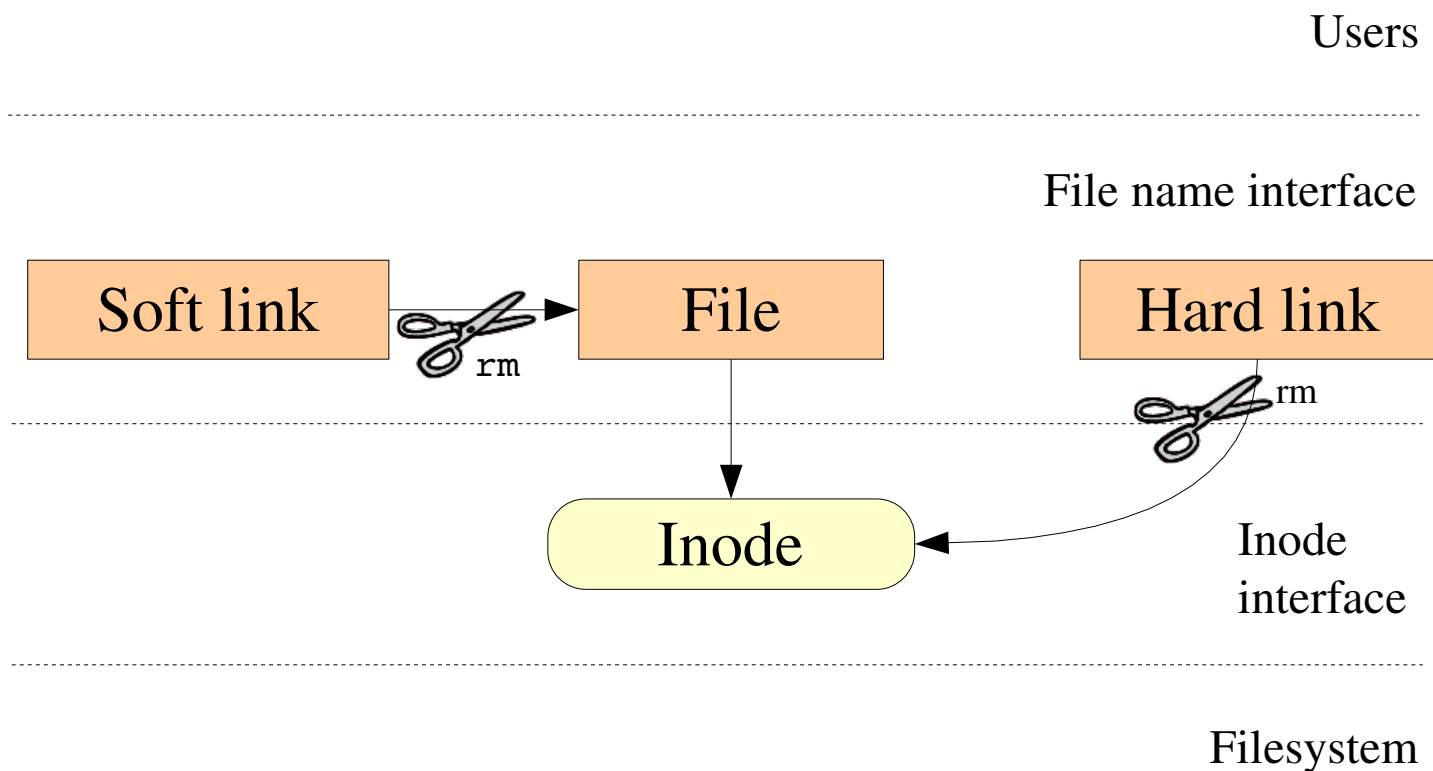 Users
File name interface
Soft link
File
Hard link
rm
rm
Inode
Inode
interface
Filesystem